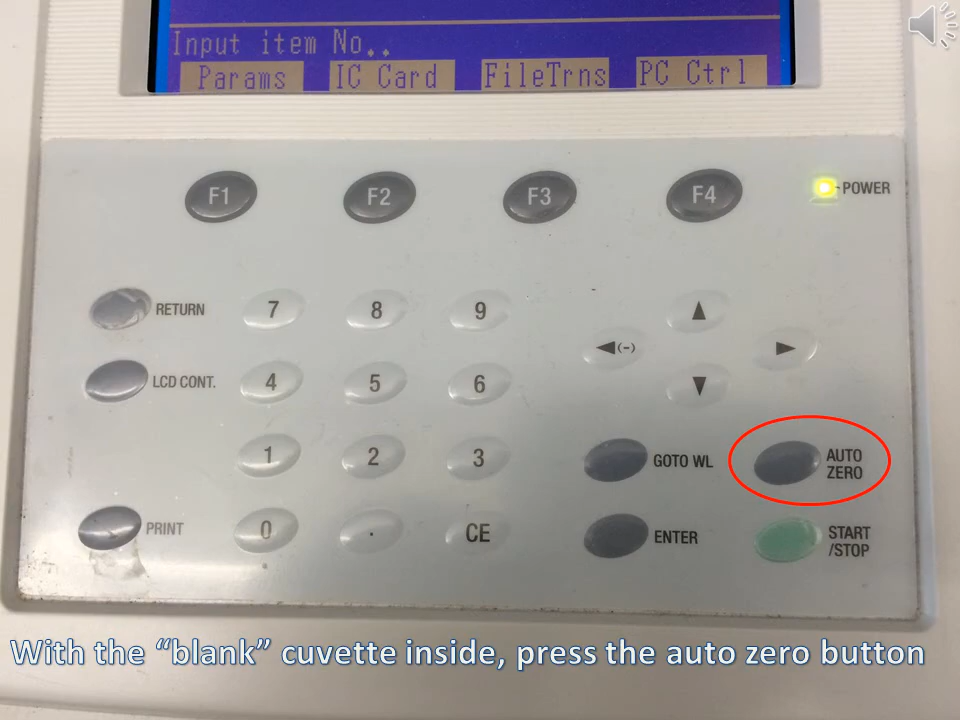 Input item No..
Params IC Card FileTrns PC Ctrl
F1 F2 F3 F4 POWER
RETURN 7 8 9 ▲
◀(-) ▶
LCD CONT. 4 5 6 ▼
1 2 3 GOTO WL AUTO
ZERO
PRINT 0 . CE ENTER START
/STOP
With the “blank” cuvette inside, press the auto zero button